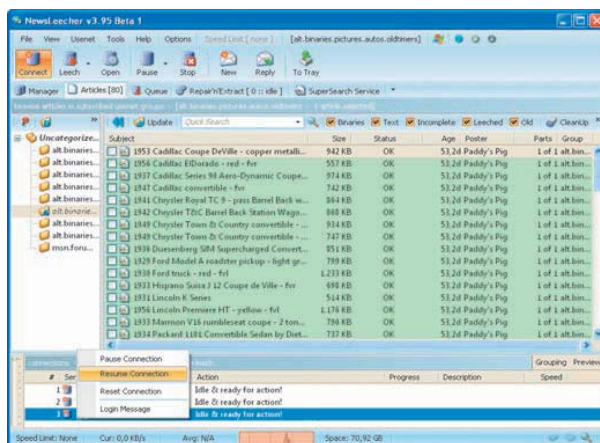 NewsLeecher v3.95 Beta 1
File View Usenet Tools Help Options Speed Limit [ none ] [alt.binaries.pictures.autos.oldtimers]
Connect Leech Open Pause Stop New Reply To Tray
Manager Articles [80] Queue Repair'n'Extract [ 0 :: idle ] SuperSearch Service
Update Quick Search Binaries Text Incomplete Leeched Old CleanUp
Uncategorize... Subject Size Status Age Poster Parts Group
alt.binaries... 1953 Cadillac Coupe DeVille - copper metalli... 942 KB OK 53,2d Paddy's Pig 1 of 1 alt.bin...
alt.binaries... 1956 Cadillac ElDorado - red - fvr 557 KB OK 53,2d Paddy's Pig 1 of 1 alt.bin...
alt.binaries... 1937 Cadillac Series 90 Aero-Dynamic Coupe... 974 KB OK 53,2d Paddy's Pig 1 of 1 alt.bin...
alt.binaries... 1947 Cadillac convertible - fvr 742 KB OK 53,2d Paddy's Pig 1 of 1 alt.bin...
alt.binarie... 1941 Chrysler Royal TC 9 - pass Barrel Back w... 864 KB OK 53,2d Paddy's Pig 1 of 1 alt.bin...
alt.binaries... 1942 Chrysler T&C Barrel Back Station Wago... 868 KB OK 53,2d Paddy's Pig 1 of 1 alt.bin...
alt.binaries... 1949 Chrysler Town & Country convertible - ... 934 KB OK 53,2d Paddy's Pig 1 of 1 alt.bin...
msn.foru... 1949 Chrysler Town & Country convertible - ... 747 KB OK 53,2d Paddy's Pig 1 of 1 alt.bin...
1936 Duesenberg SJM Supercharged Convert... 851 KB OK 53,2d Paddy's Pig 1 of 1 alt.bin...
1929 Ford Model A roadster pickup - light gr... 799 KB OK 53,2d Paddy's Pig 1 of 1 alt.bin...
1930 Ford truck - red - fvl 1.233 KB OK 53,2d Paddy's Pig 1 of 1 alt.bin...
1933 Hispano Suisa J 12 Coupe de Ville - fvr 698 KB OK 53,2d Paddy's Pig 1 of 1 alt.bin...
1931 Lincoln K Series 514 KB OK 53,2d Paddy's Pig 1 of 1 alt.bin...
1956 Lincoln Premiere HT - yellow - fvl 1.176 KB OK 53,2d Paddy's Pig 1 of 1 alt.bin...
1933 Marmon V16 rumbleseat coupe - 2 ton... 798 KB OK 53,2d Paddy's Pig 1 of 1 alt.bin...
1934 Packard 1101 Convertible Sedan by Diet... 737 KB OK 53,2d Paddy's Pig 1 of 1 alt.bin...
Pause Connection
Resume Connection
Reset Connection
Login Message
connections Grouping Preview
# Ser Action Progress Description Speed
1 Idle & ready for action!
2 Idle & ready for action!
3 Idle & ready for action!
Speed Limit: None Cur: 0,0 KB/s Avg: N/A Space: 70,92 GB